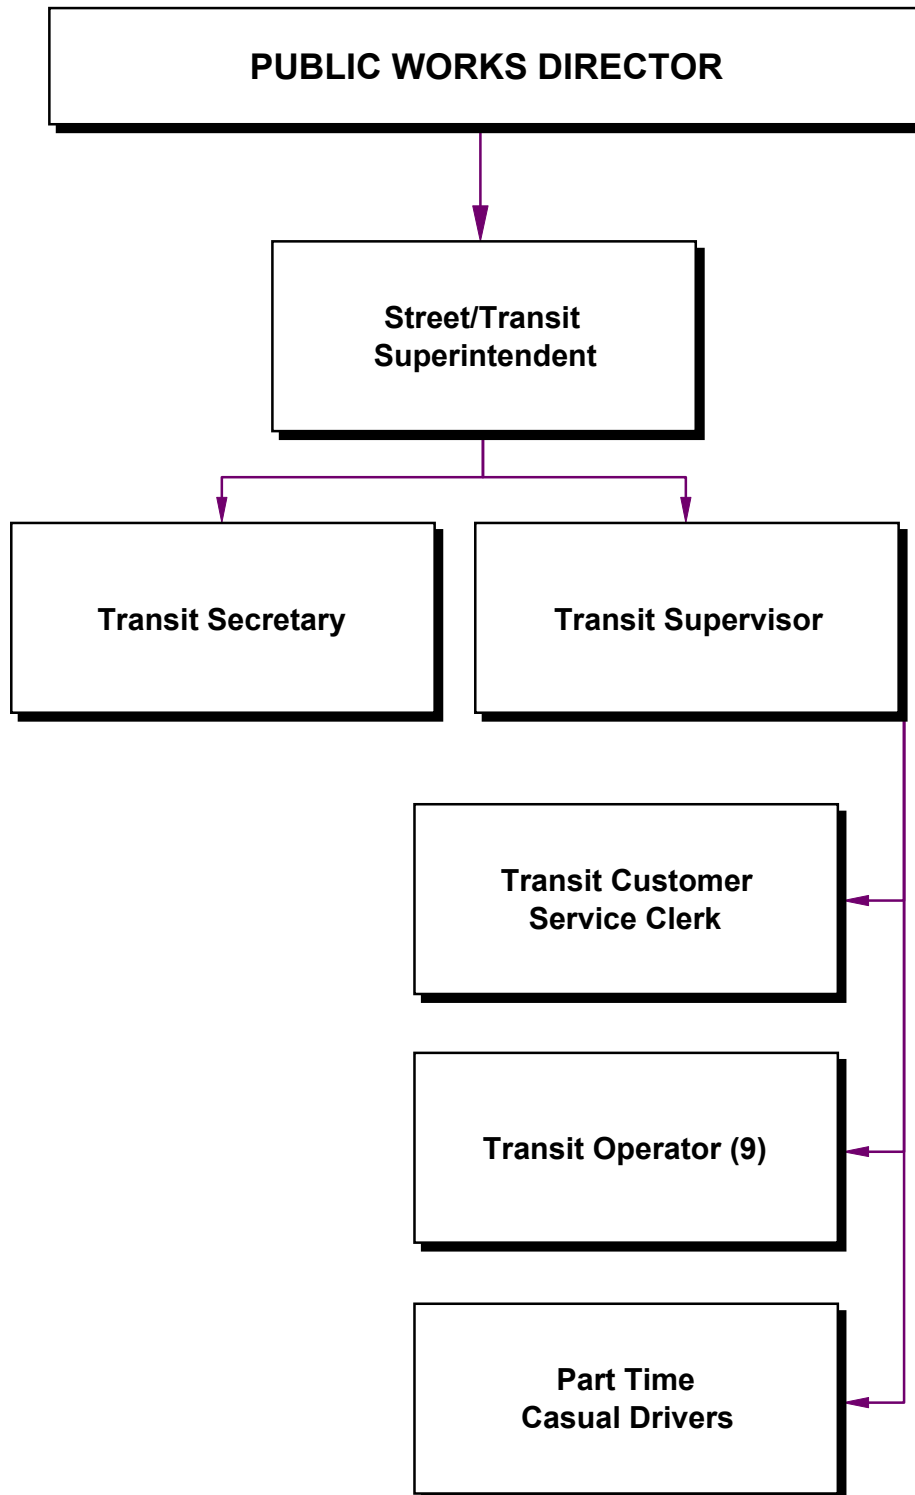 PUBLIC WORKS DIRECTOR
Street/Transit
Superintendent
Transit Secretary
Transit Supervisor
Transit Customer
Service Clerk
Transit Operator (9)
Part Time
Casual Drivers